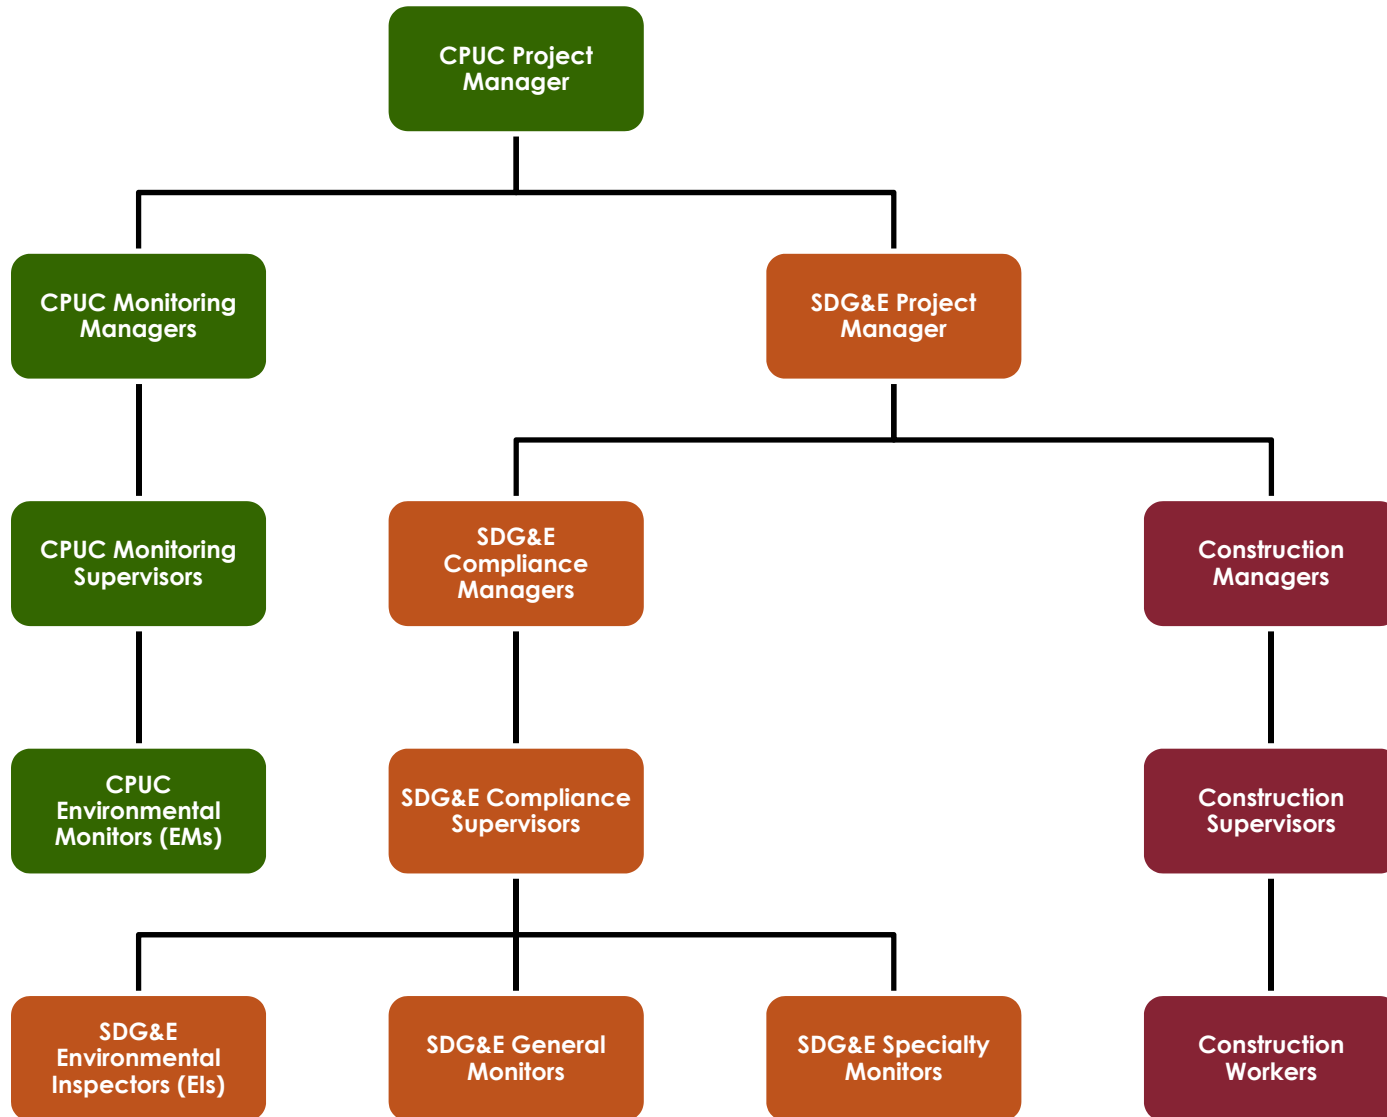 CPUC Project
Manager
CPUC Monitoring
Managers
SDG&E Project
Manager
CPUC Monitoring
Supervisors
SDG&E
Compliance
Managers
Construction
Managers
CPUC
Environmental
Monitors (EMs)
SDG&E Compliance
Supervisors
Construction
Supervisors
SDG&E
Environmental
Inspectors (EIs)
SDG&E General
Monitors
SDG&E Specialty
Monitors
Construction
Workers